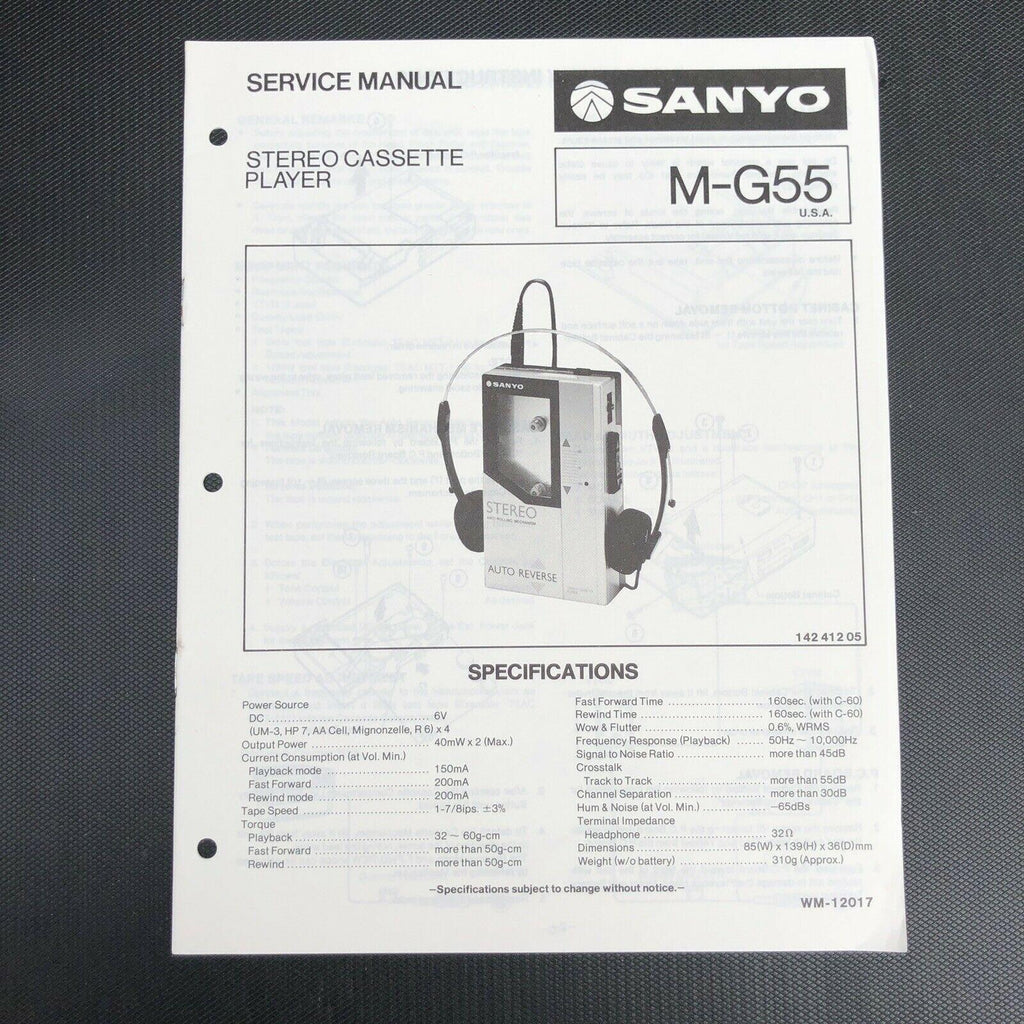 SERVICE MANUAL
SANYO
STEREO CASSETTE
PLAYER
M-G55
U.S.A.
SANYO
STEREO
ANTI-ROLLING MECHANISM
AUTO REVERSE
142 412 05
SPECIFICATIONS
Power Source
DC ........................................ 6V
(UM-3, HP 7, AA Cell, Mignonzelle, R 6) x 4
Output Power ............................. 40mW x 2 (Max.)
Current Consumption (at Vol. Min.)
Playback mode ........................... 150mA
Fast Forward .............................. 200mA
Rewind mode .............................. 200mA
Tape Speed ................................ 1-7/8ips. ±3%
Torque
Playback .................................. 32 ~ 60g-cm
Fast Forward .............................. more than 50g-cm
Rewind ..................................... more than 50g-cm
Fast Forward Time ...................... 160sec. (with C-60)
Rewind Time ............................. 160sec. (with C-60)
Wow & Flutter ........................... 0.6%, WRMS
Frequency Response (Playback) ....... 50Hz ~ 10,000Hz
Signal to Noise Ratio .................... more than 45dB
Crosstalk
Track to Track ........................... more than 55dB
Channel Separation ..................... more than 30dB
Hum & Noise (at Vol. Min.) ............. -65dBs
Terminal Impedance
Headphone ............................... 32Ω
Dimensions ......................... 85(W) x 139(H) x 36(D)mm
Weight (w/o battery) .................... 310g (Approx.)
–Specifications subject to change without notice.–
WM-12017